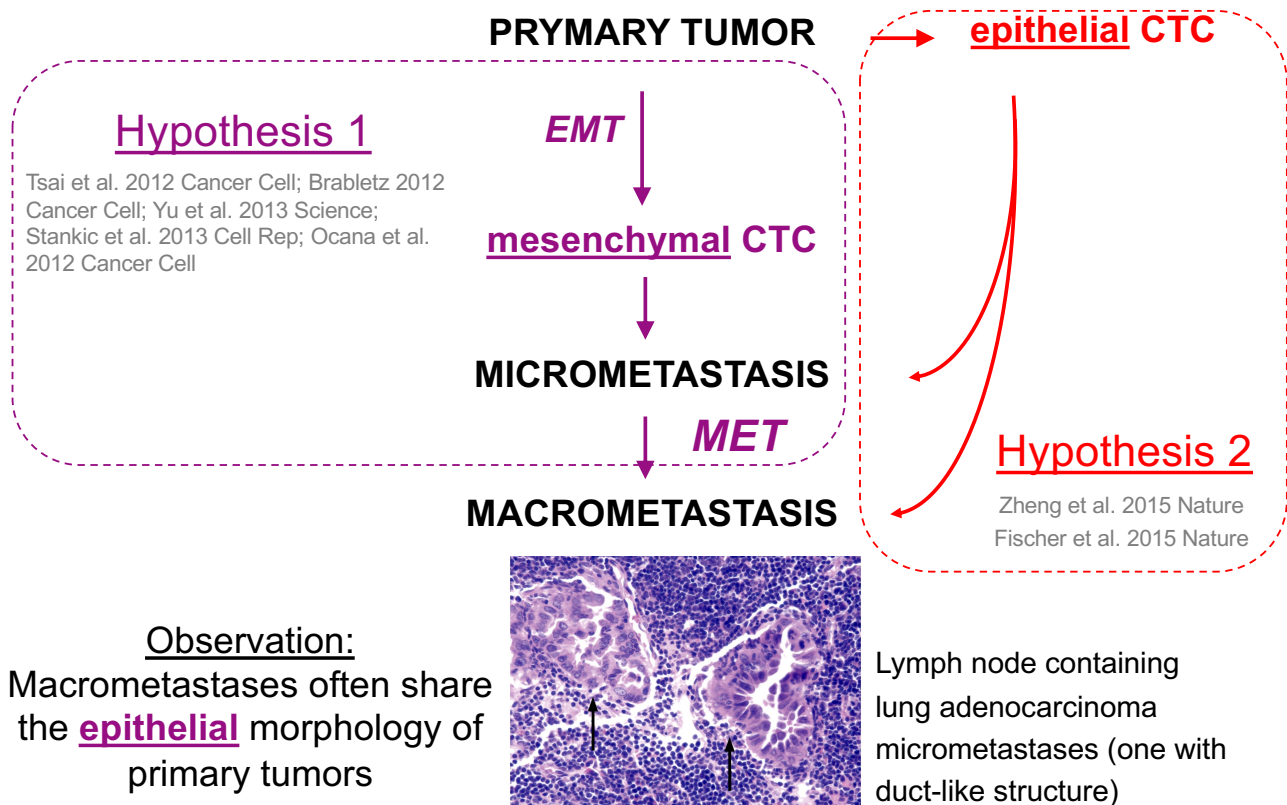 PRYMARY TUMOR
epithelial CTC
Hypothesis 1
EMT
Tsai et al. 2012 Cancer Cell; Brabletz 2012
Cancer Cell; Yu et al. 2013 Science;
Stankic et al. 2013 Cell Rep; Ocana et al.
2012 Cancer Cell
mesenchymal CTC
MICROMETASTASIS
MET
Hypothesis 2
MACROMETASTASIS
Zheng et al. 2015 Nature
Fischer et al. 2015 Nature
Observation:
Macrometastases often share
the epithelial morphology of
primary tumors
Lymph node containing
lung adenocarcinoma
micrometastases (one with
duct-like structure)